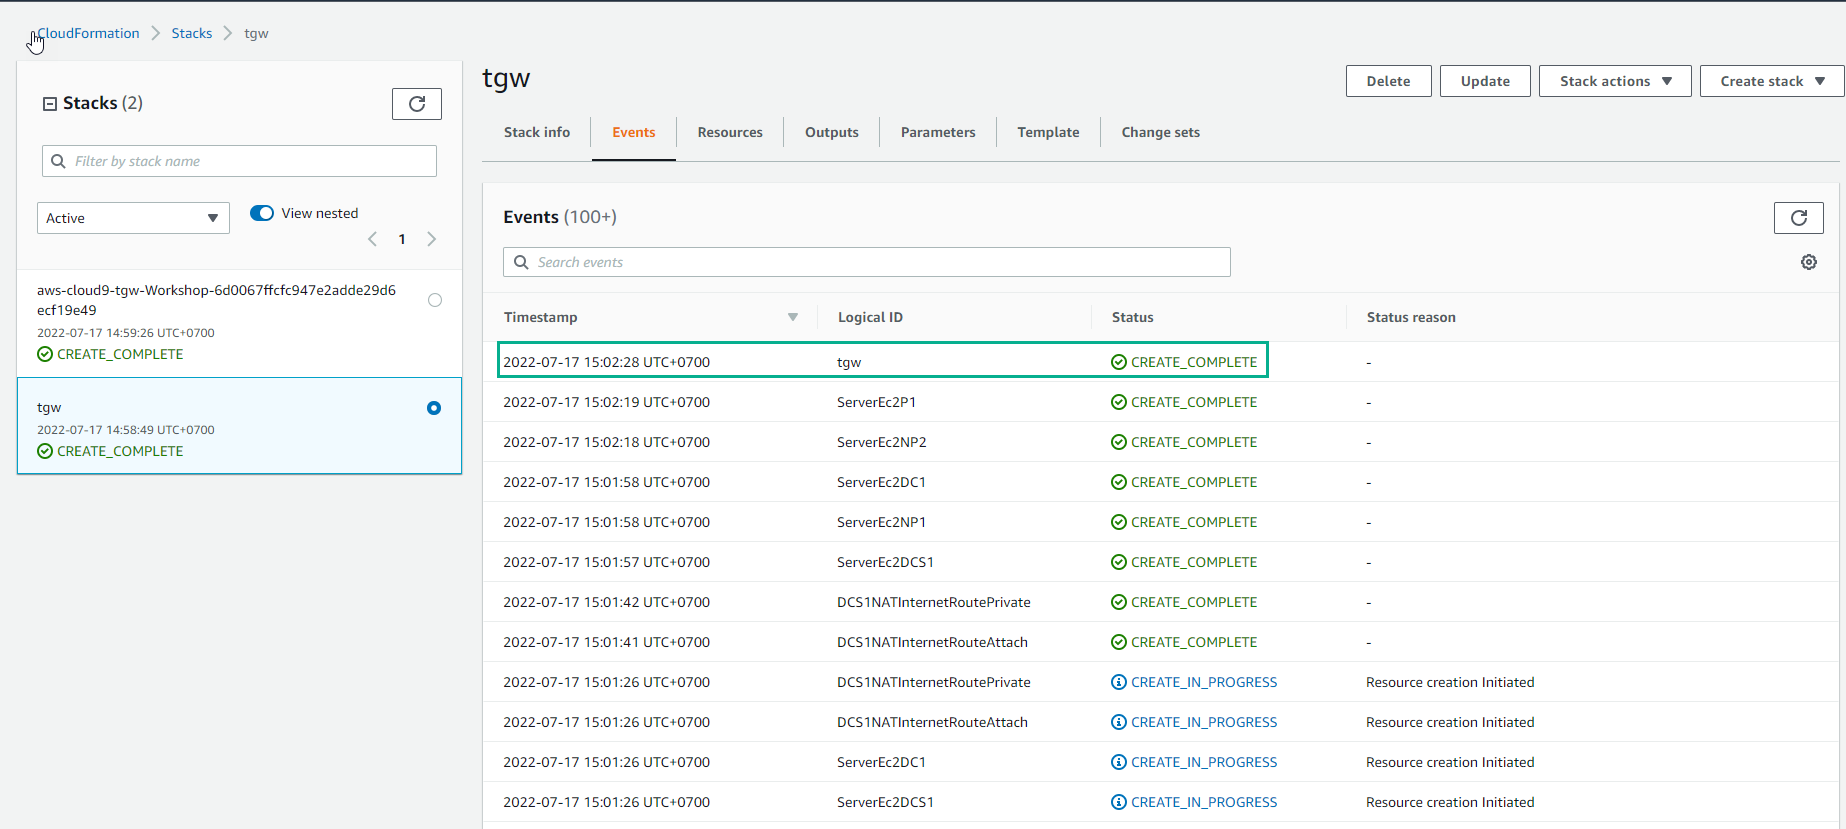 CloudFormation > Stacks > tgw
Stacks (2)
Filter by stack name
Active
View nested
1
aws-cloud9-tgw-Workshop-6d0067ffcfc947e2adde29d6
ecf19e49
2022-07-17 14:59:26 UTC+0700
CREATE_COMPLETE
tgw
2022-07-17 14:58:49 UTC+0700
CREATE_COMPLETE
tgw
Delete Update Stack actions Create stack
Stack info Events Resources Outputs Parameters Template Change sets
Events (100+)
Search events
Timestamp Logical ID Status Status reason
2022-07-17 15:02:28 UTC+0700 tgw CREATE_COMPLETE -
2022-07-17 15:02:19 UTC+0700 ServerEc2P1 CREATE_COMPLETE -
2022-07-17 15:02:18 UTC+0700 ServerEc2NP2 CREATE_COMPLETE -
2022-07-17 15:01:58 UTC+0700 ServerEc2DC1 CREATE_COMPLETE -
2022-07-17 15:01:58 UTC+0700 ServerEc2NP1 CREATE_COMPLETE -
2022-07-17 15:01:57 UTC+0700 ServerEc2DCS1 CREATE_COMPLETE -
2022-07-17 15:01:42 UTC+0700 DCS1NATInternetRoutePrivate CREATE_COMPLETE -
2022-07-17 15:01:41 UTC+0700 DCS1NATInternetRouteAttach CREATE_COMPLETE -
2022-07-17 15:01:26 UTC+0700 DCS1NATInternetRoutePrivate CREATE_IN_PROGRESS Resource creation Initiated
2022-07-17 15:01:26 UTC+0700 DCS1NATInternetRouteAttach CREATE_IN_PROGRESS Resource creation Initiated
2022-07-17 15:01:26 UTC+0700 ServerEc2DC1 CREATE_IN_PROGRESS Resource creation Initiated
2022-07-17 15:01:26 UTC+0700 ServerEc2DCS1 CREATE_IN_PROGRESS Resource creation Initiated